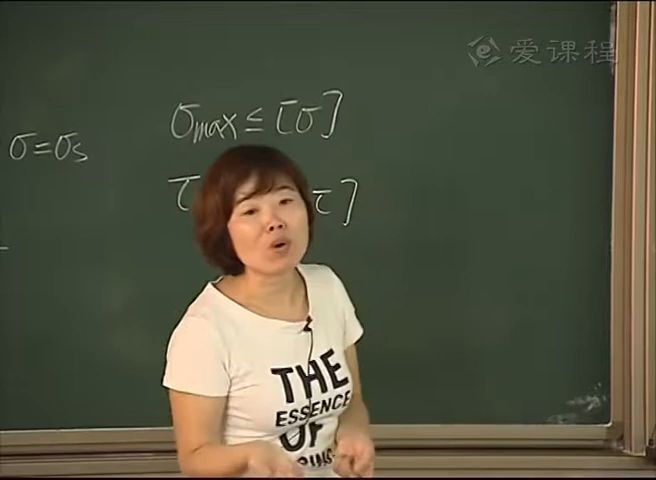 爱课程
σmax ≤ [σ]
σ=σs
τ τ]
THE
ESSENCE
OF